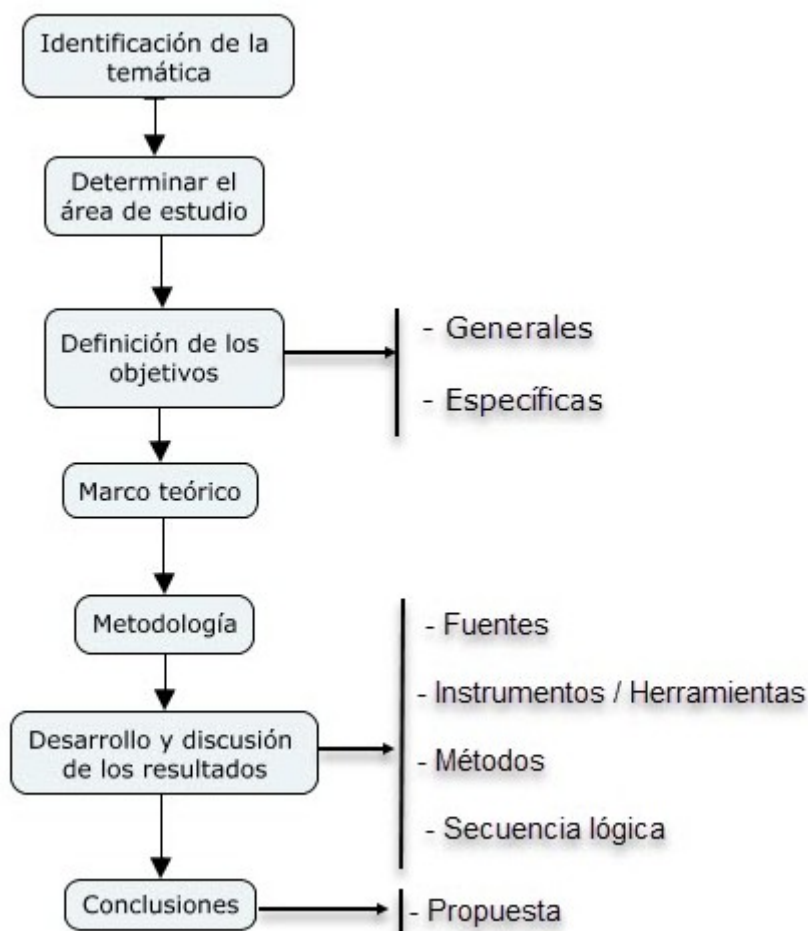 Identificación de la
temática
Determinar el
área de estudio
Definición de los
objetivos
- Generales
- Específicas
Marco teórico
Metodología
- Fuentes
- Instrumentos / Herramientas
Desarrollo y discusión
de los resultados
- Métodos
- Secuencia lógica
Conclusiones
- Propuesta